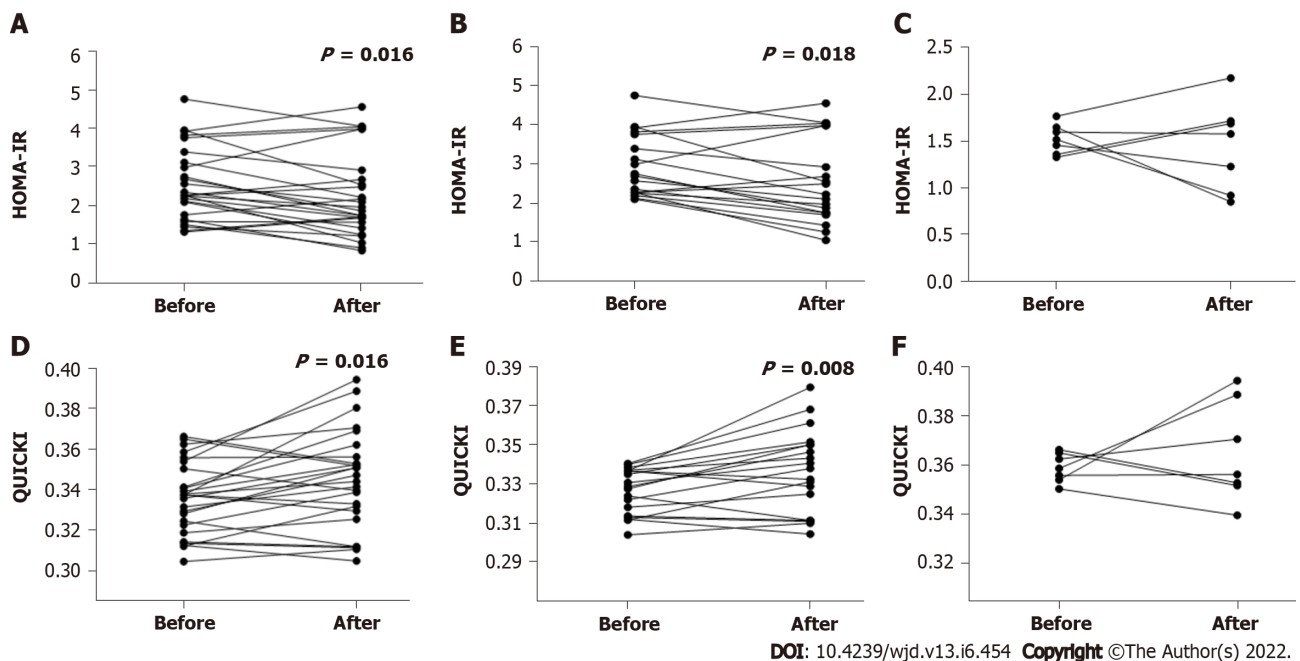 A
P = 0.016
HOMA-IR
6
5
4
3
2
1
0
Before After
B
P = 0.018
HOMA-IR
6
5
4
3
2
1
0
Before After
C
HOMA-IR
2.5
2.0
1.5
1.0
0.5
0.0
Before After
D
P = 0.016
QUICKI
0.40
0.38
0.36
0.34
0.32
0.30
Before After
E
P = 0.008
QUICKI
0.39
0.37
0.35
0.33
0.31
0.29
Before After
F
QUICKI
0.40
0.38
0.36
0.34
0.32
Before After
DOI: 10.4239/wjd.v13.i6.454 Copyright ©The Author(s) 2022.